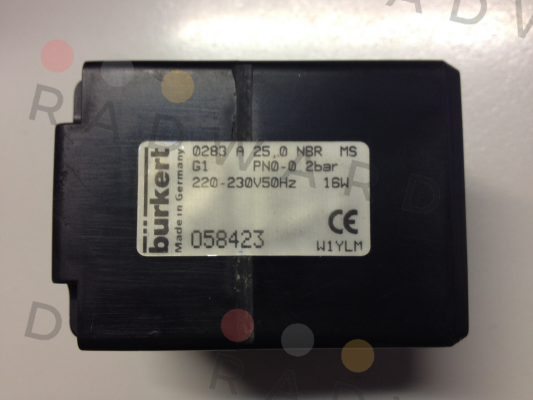 bürkert
Made in Germany
0283 A 25,0 NBR MS
G1 PN0-0 2bar
220-230V50Hz 16W
058423
CE
W1YLM
RADWARD